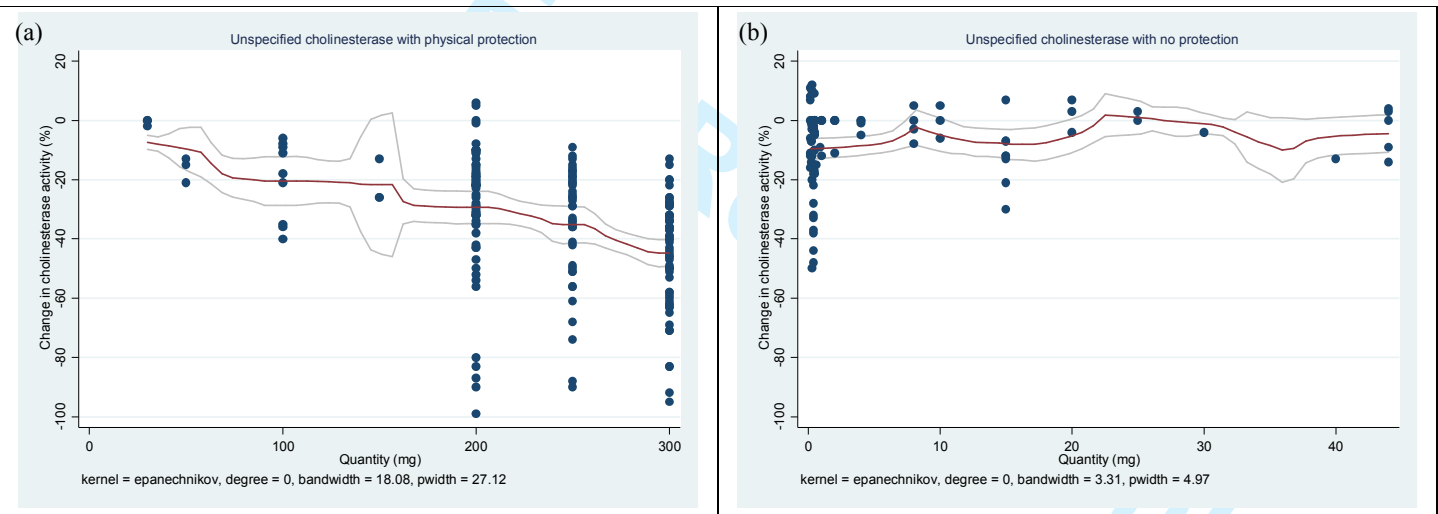 (a)
Unspecified cholinesterase with physical protection
Change in cholinesterase activity (%)
20
0
-20
-40
-60
-80
-100
0 100 200 300
Quantity (mg)
kernel = epanechnikov, degree = 0, bandwidth = 18.08, pwidth = 27.12
(b)
Unspecified cholinesterase with no protection
Change in cholinesterase activity (%)
20
0
-20
-40
-60
-80
-100
0 10 20 30 40
Quantity (mg)
kernel = epanechnikov, degree = 0, bandwidth = 3.31, pwidth = 4.97